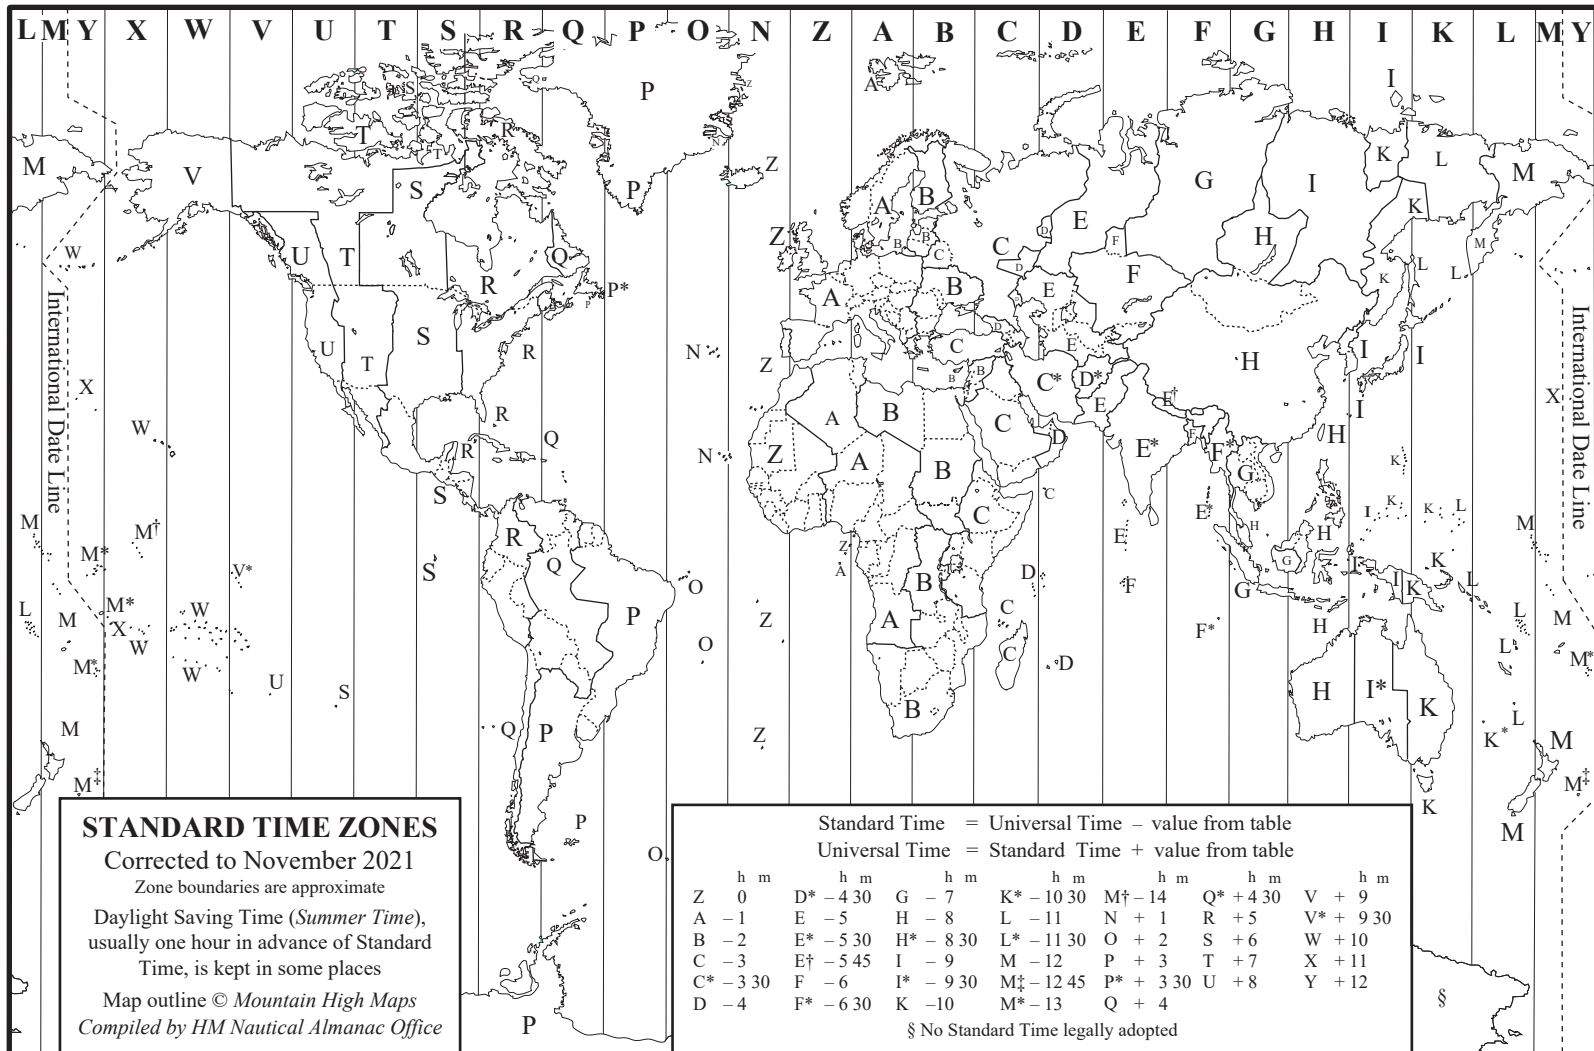 L M Y X W V U T S R Q P O N Z A B C D E F G H I K L M Y
International Date Line
International Date Line
M V T S R Q P Z A B C D E F G H I K L M
W U T S R Q P* Z A B C D E F G H I K L M
X U T S R N Z A B C C* D* E E† F H I K X
W R Q N Z A B C D E E* F F* G H I K
M M† S R Q Z A B C E E* G H I K L M
M* V* S R Q O Z A B D E F G H I K L
L M M* X W P O Z A B C D F F* G H I K L M
M* W U S Q P Z B C D H I* K K* L M M*
M M‡ P O K M M‡
STANDARD TIME ZONES
Corrected to November 2021
Zone boundaries are approximate
Daylight Saving Time (Summer Time),
usually one hour in advance of Standard
Time, is kept in some places
Map outline © Mountain High Maps
Compiled by HM Nautical Almanac Office
P
Standard Time = Universal Time – value from table
Universal Time = Standard Time + value from table
h m h m h m h m h m h m h m
Z 0 D* – 4 30 G – 7 K* – 10 30 M† – 14 Q* + 4 30 V + 9
A – 1 E – 5 H – 8 L – 11 N + 1 R + 5 V* + 9 30
B – 2 E* – 5 30 H* – 8 30 L* – 11 30 O + 2 S + 6 W + 10
C – 3 E† – 5 45 I – 9 M – 12 P + 3 T + 7 X + 11
C* – 3 30 F – 6 I* – 9 30 M‡ – 12 45 P* + 3 30 U + 8 Y + 12
D – 4 F* – 6 30 K –10 M* – 13 Q + 4
§ No Standard Time legally adopted
§